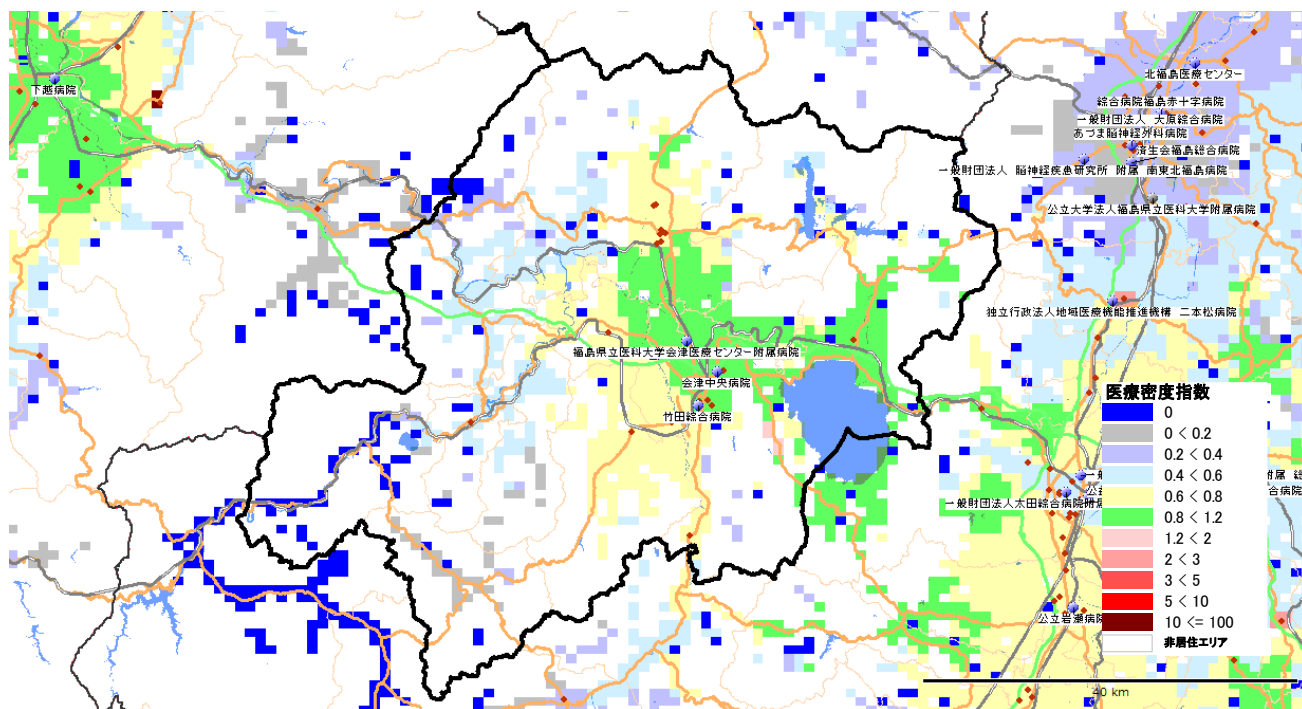 北福島医療センター
下越病院
綜合病院福島赤十字病院
一般財団法人 大原綜合病院
あづま脳神経外科病院
済生会福島総合病院
一般財団法人 脳神経疾患研究所 附属 南東北福島病院
公立大学法人福島県立医科大学附属病院
独立行政法人地域医療機能推進機構 二本松病院
福島県立医科大学会津医療センター附属病院
会津中央病院
竹田綜合病院
医療密度指数
0
0 < 0.2
0.2 < 0.4
0.4 < 0.6
0.6 < 0.8
0.8 < 1.2
1.2 < 2
2 < 3
3 < 5
5 < 10
10 <= 100
非居住エリア
一般
附属 総
公
合病院
一般財団法人太田綜合病院附属
公立岩瀬病院
40 km